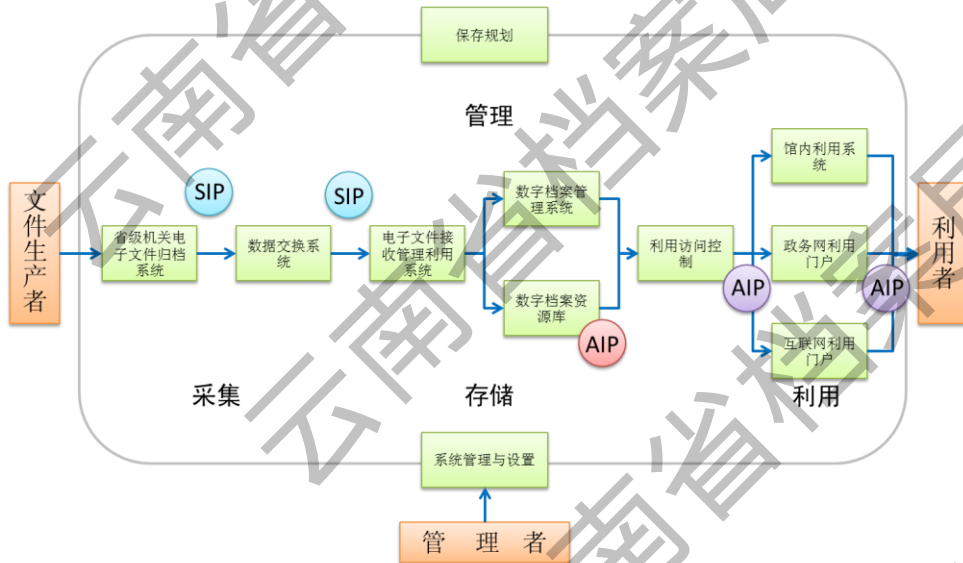 保存规划
管理
馆内利用系
统
SIP
SIP
数字档案管
理系统
文件生产者
省级机关电
子文件归档
系统
数据交换系
统
电子文件接
收管理利用
系统
利用访问控
制
政务网利用
门户
利用者
AIP
AIP
数字档案资
源库
AIP
互联网利用
门户
采集
存储
利用
系统管理与设置
管 理 者
云南省档案局
云南省档案局
南省档案局